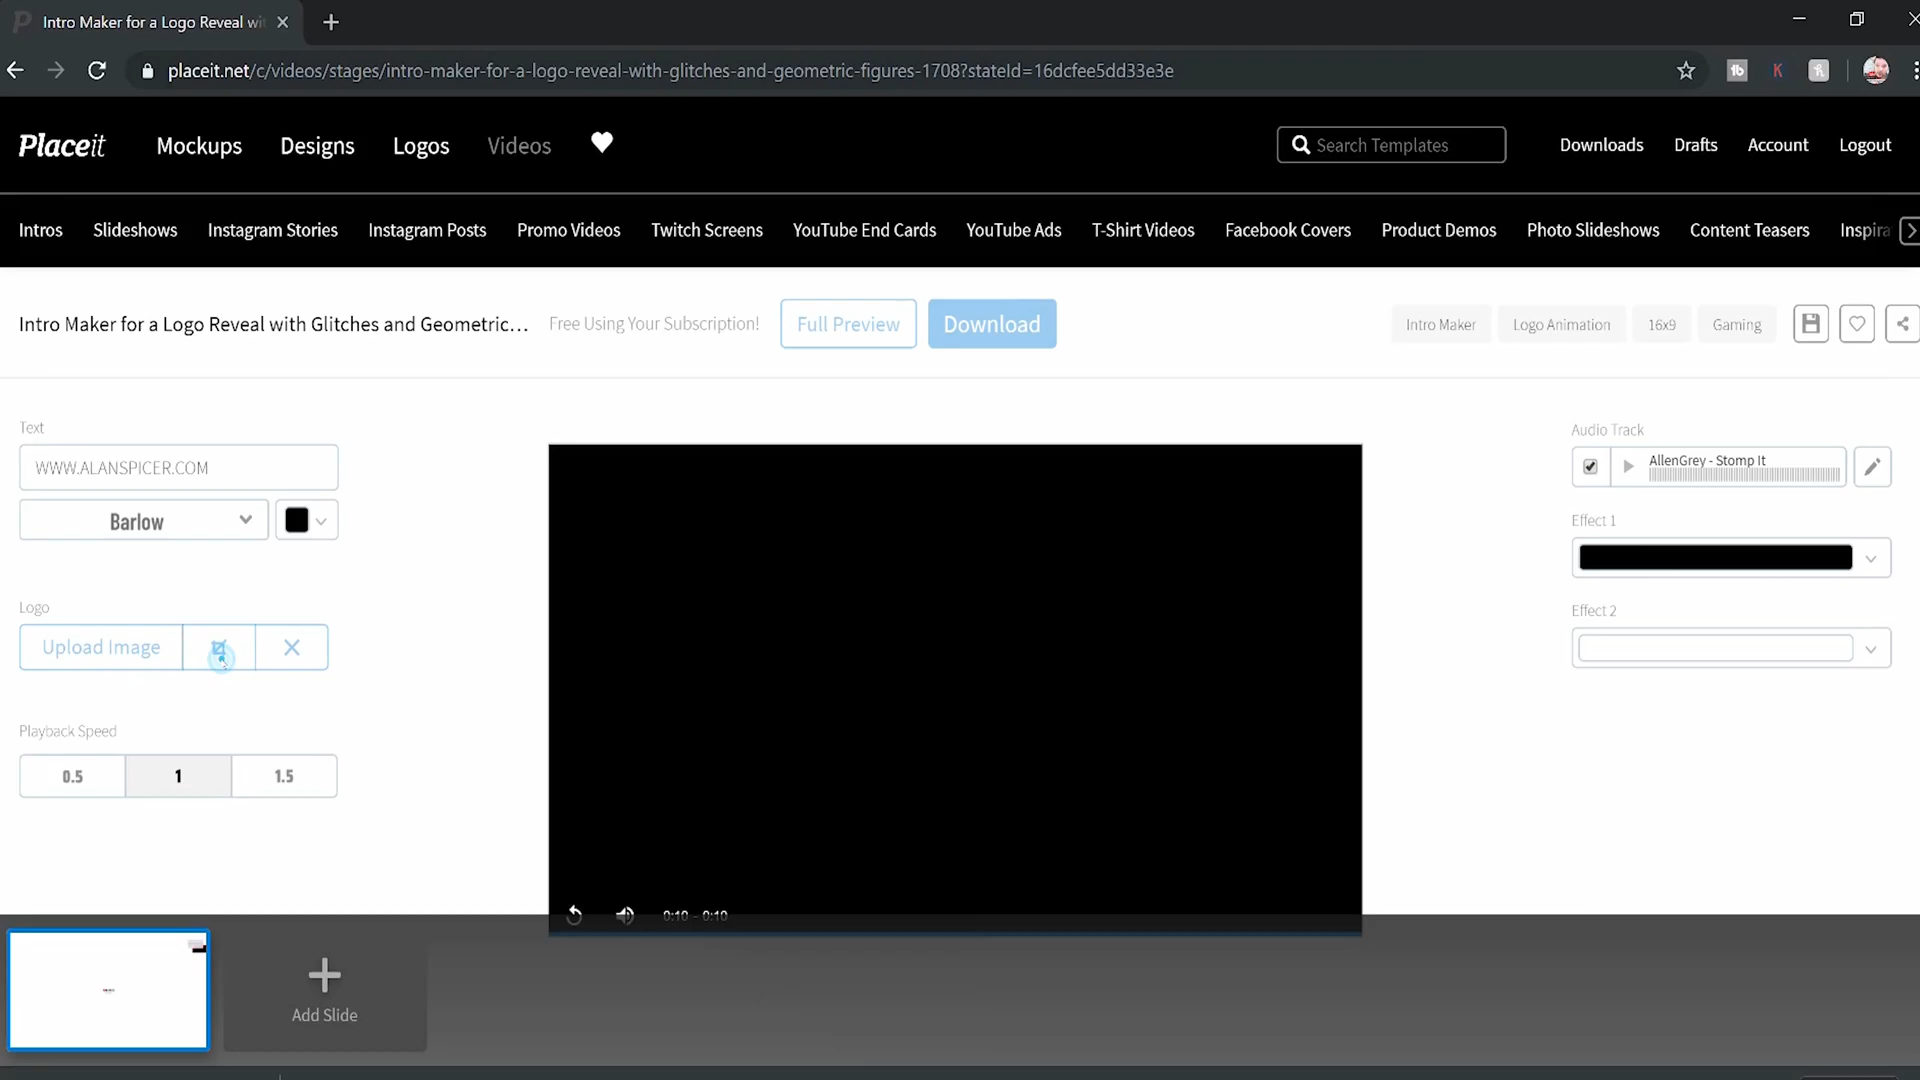 Intro Maker for a Logo Reveal wi
placeit.net/c/videos/stages/intro-maker-for-a-logo-reveal-with-glitches-and-geometric-figures-1708?stateId=16dcfee5dd33e3e
Placeit Mockups Designs Logos Videos Search Templates Downloads Drafts Account Logout
Intros Slideshows Instagram Stories Instagram Posts Promo Videos Twitch Screens YouTube End Cards YouTube Ads T-Shirt Videos Facebook Covers Product Demos Photo Slideshows Content Teasers Inspira
Intro Maker for a Logo Reveal with Glitches and Geometric... Free Using Your Subscription! Full Preview Download Intro Maker Logo Animation 16x9 Gaming
Text
WWW.ALANSPICER.COM
Barlow
Logo
Upload Image
Playback Speed
0.5 1 1.5
Audio Track
AllenGrey - Stomp It
Effect 1
Effect 2
0:10 - 0:10
Add Slide